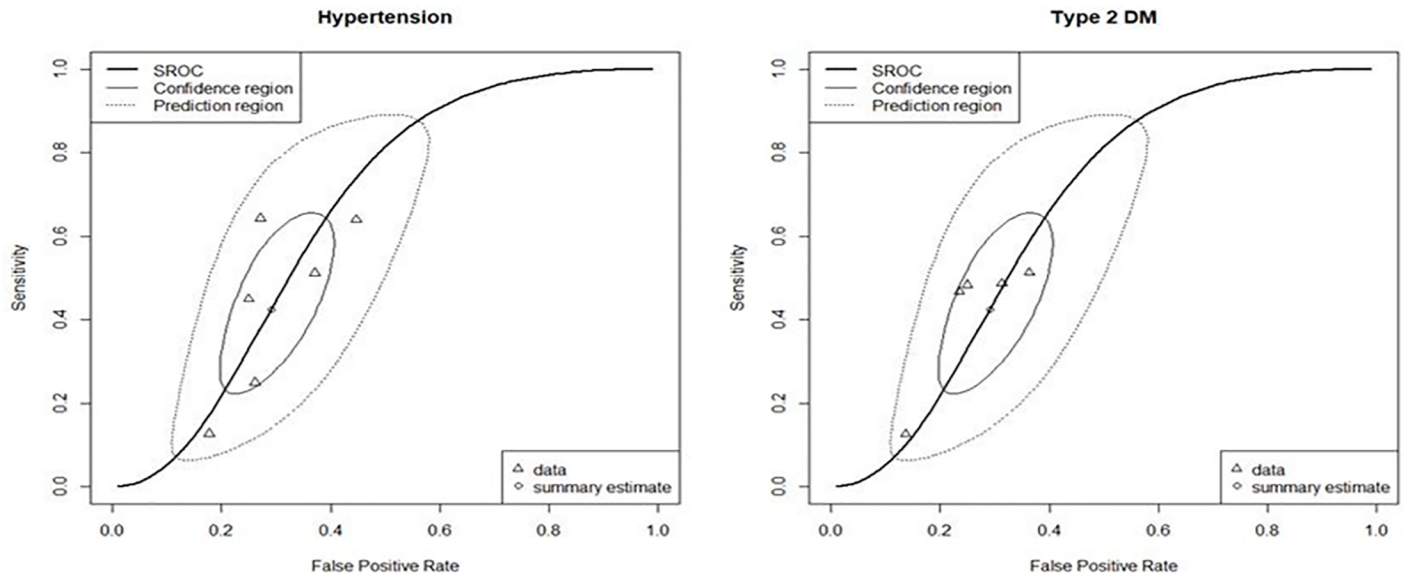 Hypertension
SROC
Confidence region
Prediction region
1.0
0.8
0.6
0.4
0.2
0.0
Sensitivity
data
summary estimate
0.0 0.2 0.4 0.6 0.8 1.0
False Positive Rate
Type 2 DM
SROC
Confidence region
Prediction region
1.0
0.8
0.6
0.4
0.2
0.0
Sensitivity
data
summary estimate
0.0 0.2 0.4 0.6 0.8 1.0
False Positive Rate